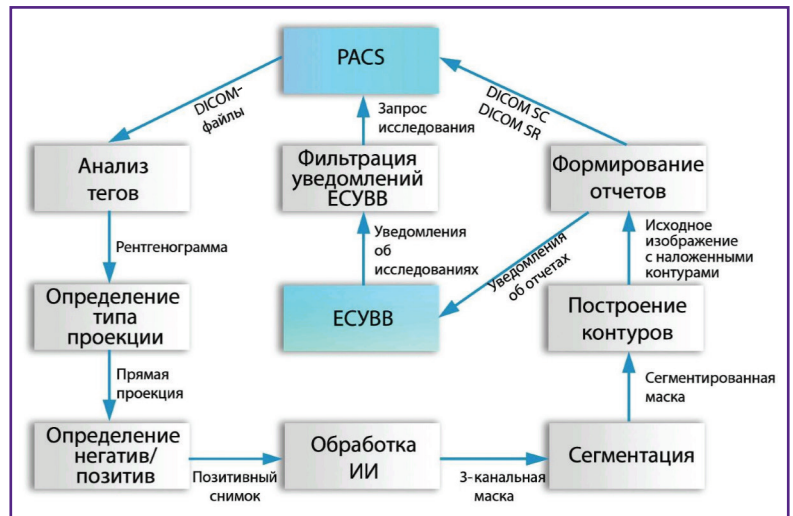 PACS
DICOM-
файлы
Запрос
исследования
DICOM SC
DICOM SR
Анализ
тегов
Фильтрация
уведомлений
ЕСУВВ
Формирование
отчетов
Рентгенограмма
Уведомления
об
исследованиях
Уведомления
об отчетах
Исходное
изображение
с наложенными
контурами
Определение
типа
проекции
ЕСУВВ
Построение
контуров
Прямая
проекция
Сегментированная
маска
Определение
негатив/
позитив
Позитивный
снимок
Обработка
ИИ
3-канальная
маска
Сегментация